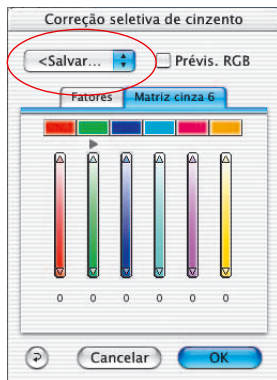 Correção seletiva de cinzento
<Salvar... Prévis. RGB
Fatores Matriz cinza 6
0 0 0 0 0 0
Cancelar OK